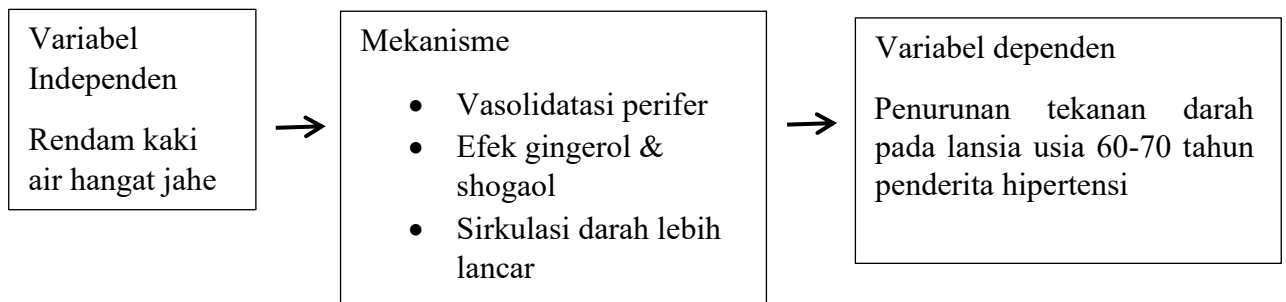 Variabel
Independen
Rendam kaki
air hangat jahe
Mekanisme
• Vasolidatasi perifer
• Efek gingerol &
shogaol
• Sirkulasi darah lebih
lancar
Variabel dependen
Penurunan tekanan darah
pada lansia usia 60-70 tahun
penderita hipertensi